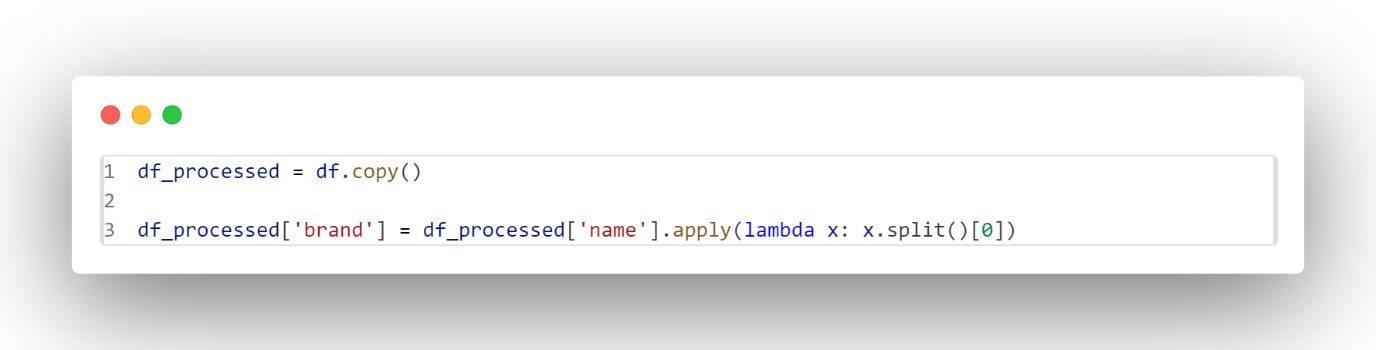 1 df_processed = df.copy()
2
3 df_processed['brand'] = df_processed['name'].apply(lambda x: x.split()[0])